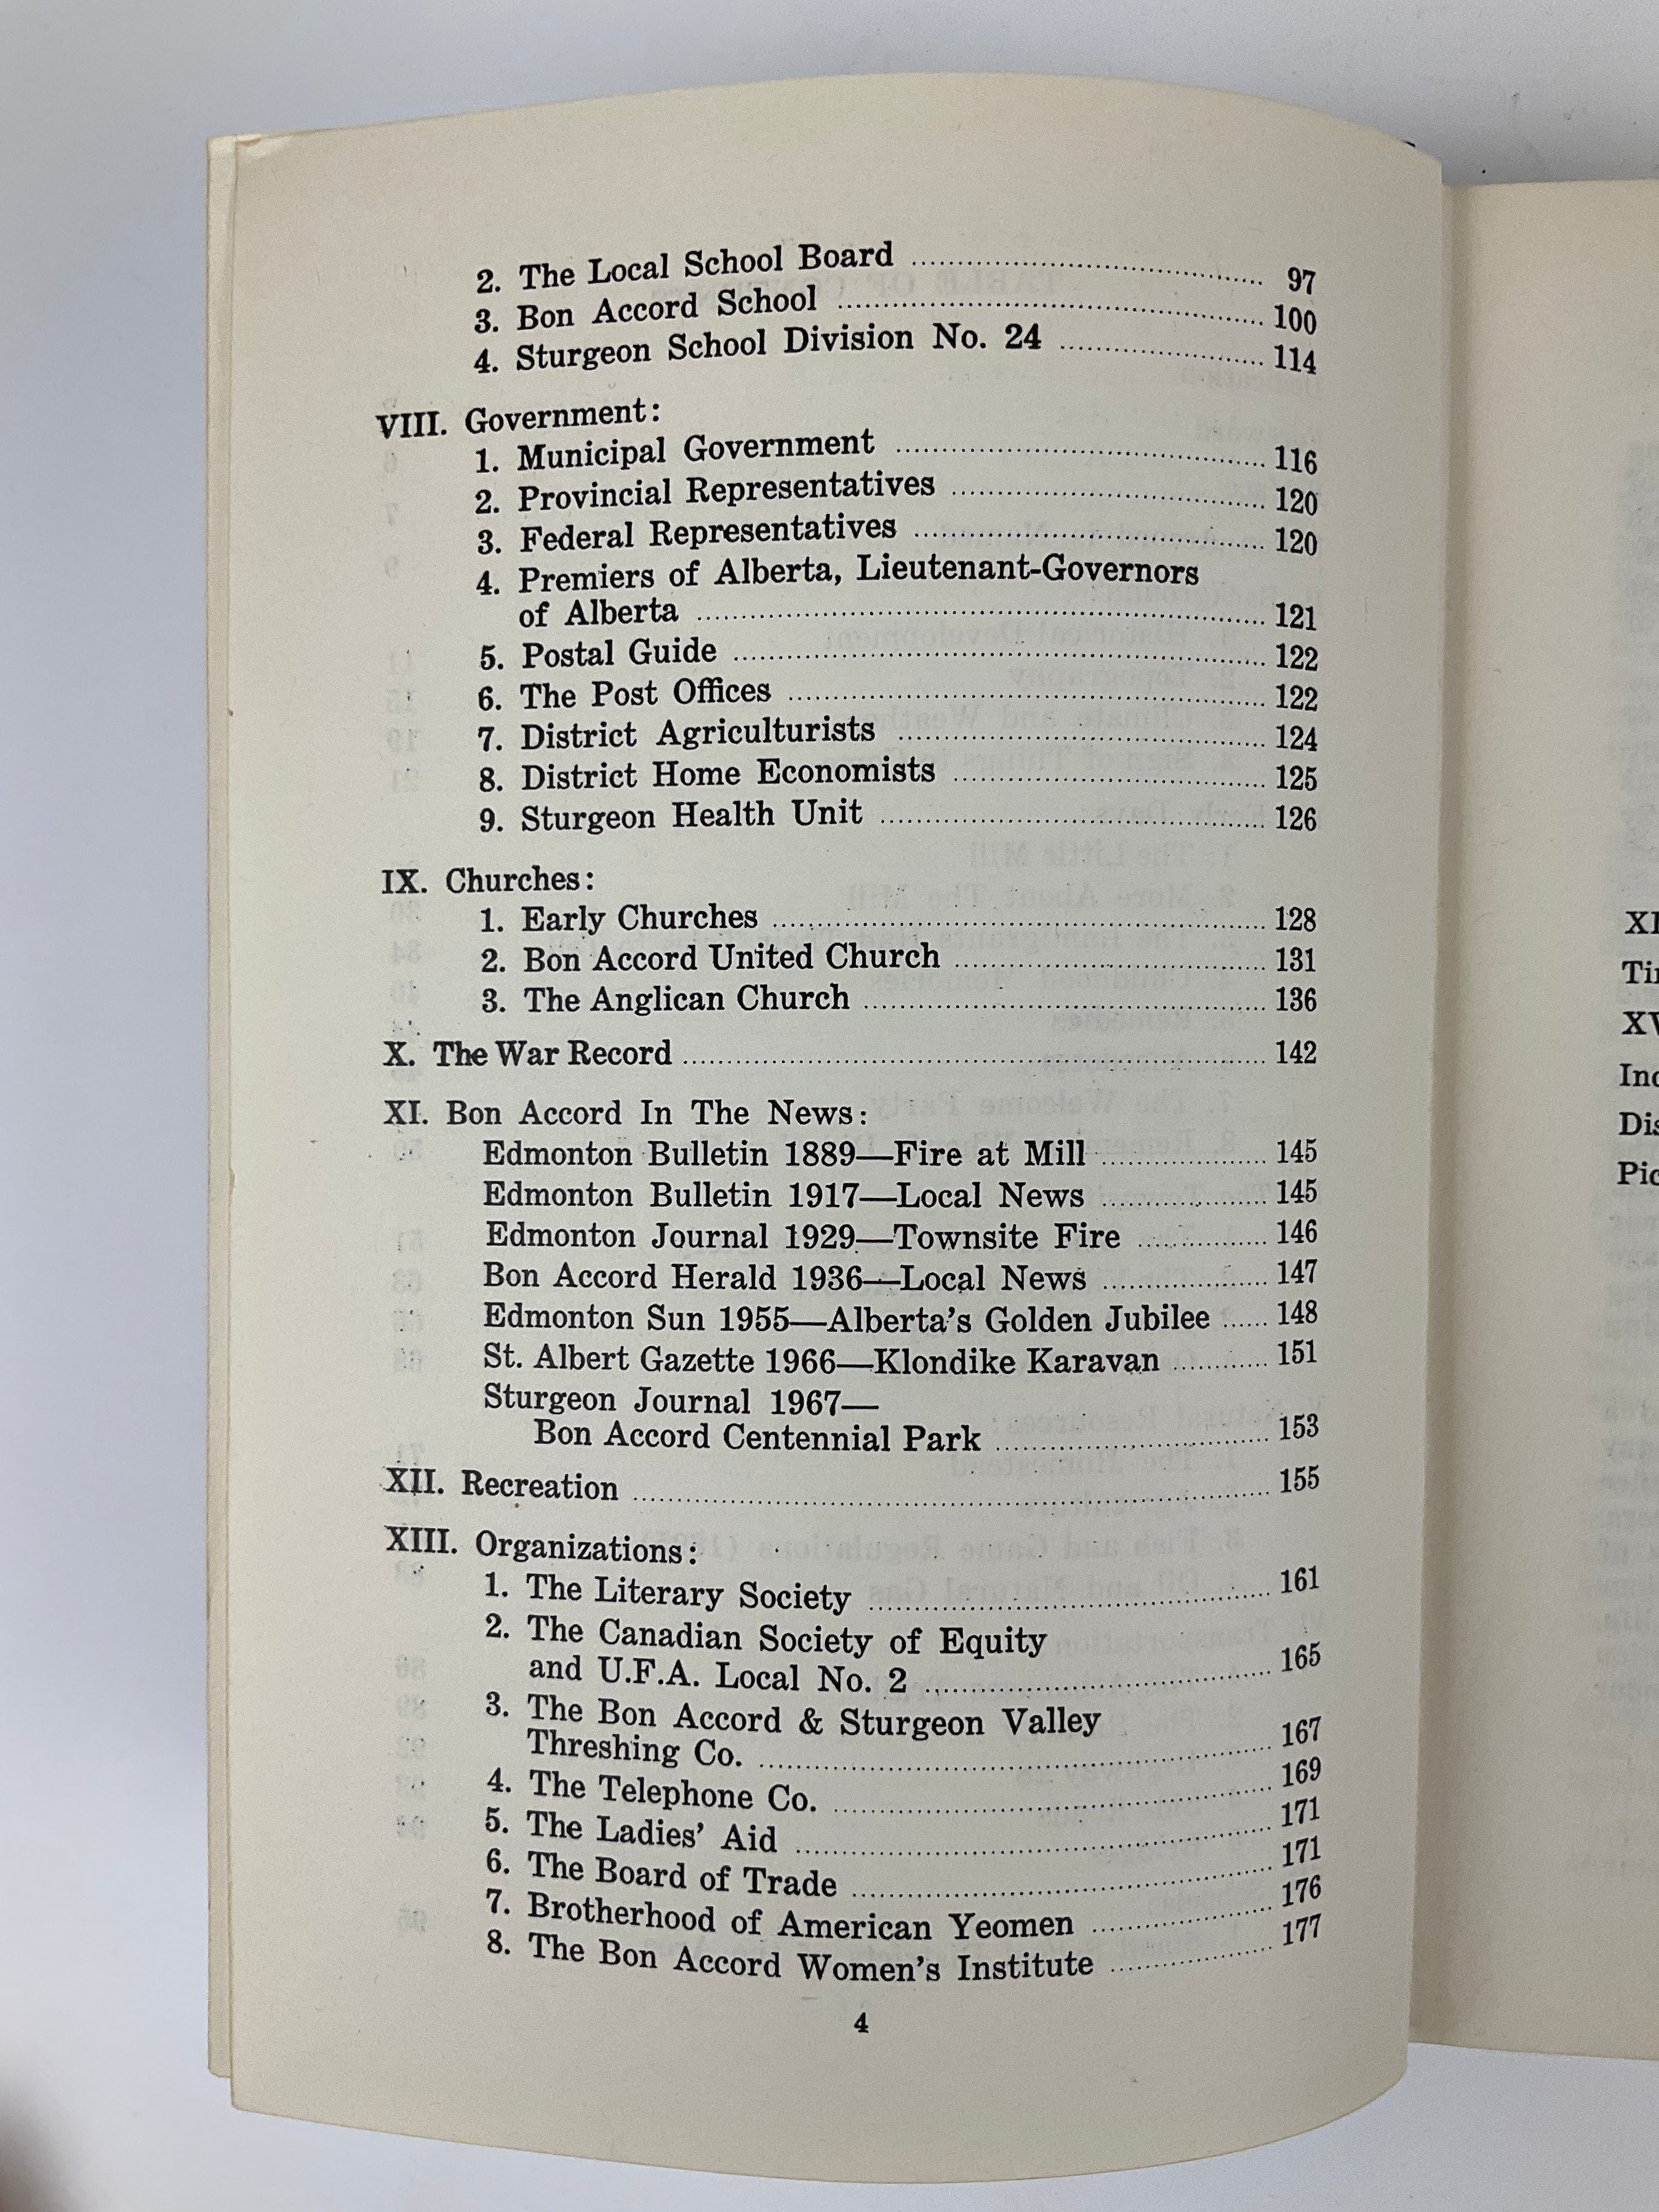 2. The Local School Board ........ 97
3. Bon Accord School ........ 100
4. Sturgeon School Division No. 24 ........ 114
VIII. Government:
1. Municipal Government ........ 116
2. Provincial Representatives ........ 120
3. Federal Representatives ........ 120
4. Premiers of Alberta, Lieutenant-Governors
of Alberta ........ 121
5. Postal Guide ........ 122
6. The Post Offices ........ 122
7. District Agriculturists ........ 124
8. District Home Economists ........ 125
9. Sturgeon Health Unit ........ 126
IX. Churches:
1. Early Churches ........ 128
2. Bon Accord United Church ........ 131
3. The Anglican Church ........ 136
X. The War Record ........ 142
XI. Bon Accord In The News:
Edmonton Bulletin 1889—Fire at Mill ........ 145
Edmonton Bulletin 1917—Local News ........ 145
Edmonton Journal 1929—Townsite Fire ........ 146
Bon Accord Herald 1936—Local News ........ 147
Edmonton Sun 1955—Alberta's Golden Jubilee ...... 148
St. Albert Gazette 1966—Klondike Karavan ........ 151
Sturgeon Journal 1967—
Bon Accord Centennial Park ........ 153
XII. Recreation ........ 155
XIII. Organizations:
1. The Literary Society ........ 161
2. The Canadian Society of Equity
and U.F.A. Local No. 2 ........ 165
3. The Bon Accord & Sturgeon Valley
Threshing Co. ........ 167
4. The Telephone Co. ........ 169
5. The Ladies' Aid ........ 171
6. The Board of Trade ........ 171
7. Brotherhood of American Yeomen ........ 176
8. The Bon Accord Women's Institute ........ 177
4